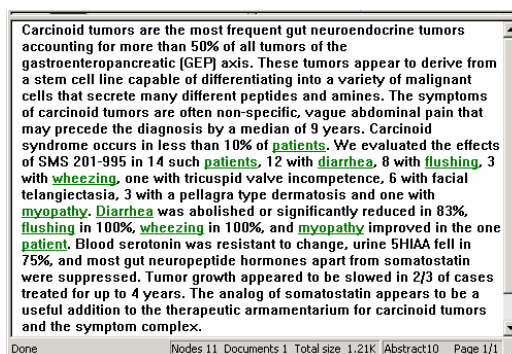 Carcinoid tumors are the most frequent gut neuroendocrine tumors
accounting for more than 50% of all tumors of the
gastroenteropancreatic (GEP) axis. These tumors appear to derive from
a stem cell line capable of differentiating into a variety of malignant
cells that secrete many different peptides and amines. The symptoms
of carcinoid tumors are often non-specific, vague abdominal pain that
may precede the diagnosis by a median of 9 years. Carcinoid
syndrome occurs in less than 10% of patients. We evaluated the effects
of SMS 201-995 in 14 such patients, 12 with diarrhea, 8 with flushing, 3
with wheezing, one with tricuspid valve incompetence, 6 with facial
telangiectasia, 3 with a pellagra type dermatosis and one with
myopathy. Diarrhea was abolished or significantly reduced in 83%,
flushing in 100%, wheezing in 100%, and myopathy improved in the one
patient. Blood serotonin was resistant to change, urine 5HIAA fell in
75%, and most gut neuropeptide hormones apart from somatostatin
were suppressed. Tumor growth appeared to be slowed in 2/3 of cases
treated for up to 4 years. The analog of somatostatin appears to be a
useful addition to the therapeutic armamentarium for carcinoid tumors
and the symptom complex.
Done Nodes 11 Documents 1 Total size 1.21K Abstract10 Page 1/1